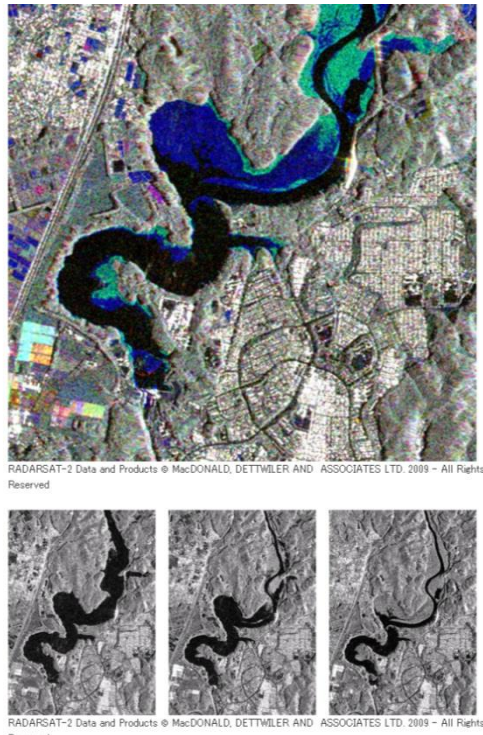 RADARSAT-2 Data and Products © MacDONALD, DETTWILER AND ASSOCIATES LTD. 2009 - All Rights
Reserved
RADARSAT-2 Data and Products © MacDONALD, DETTWILER AND ASSOCIATES LTD. 2009 - All Rights